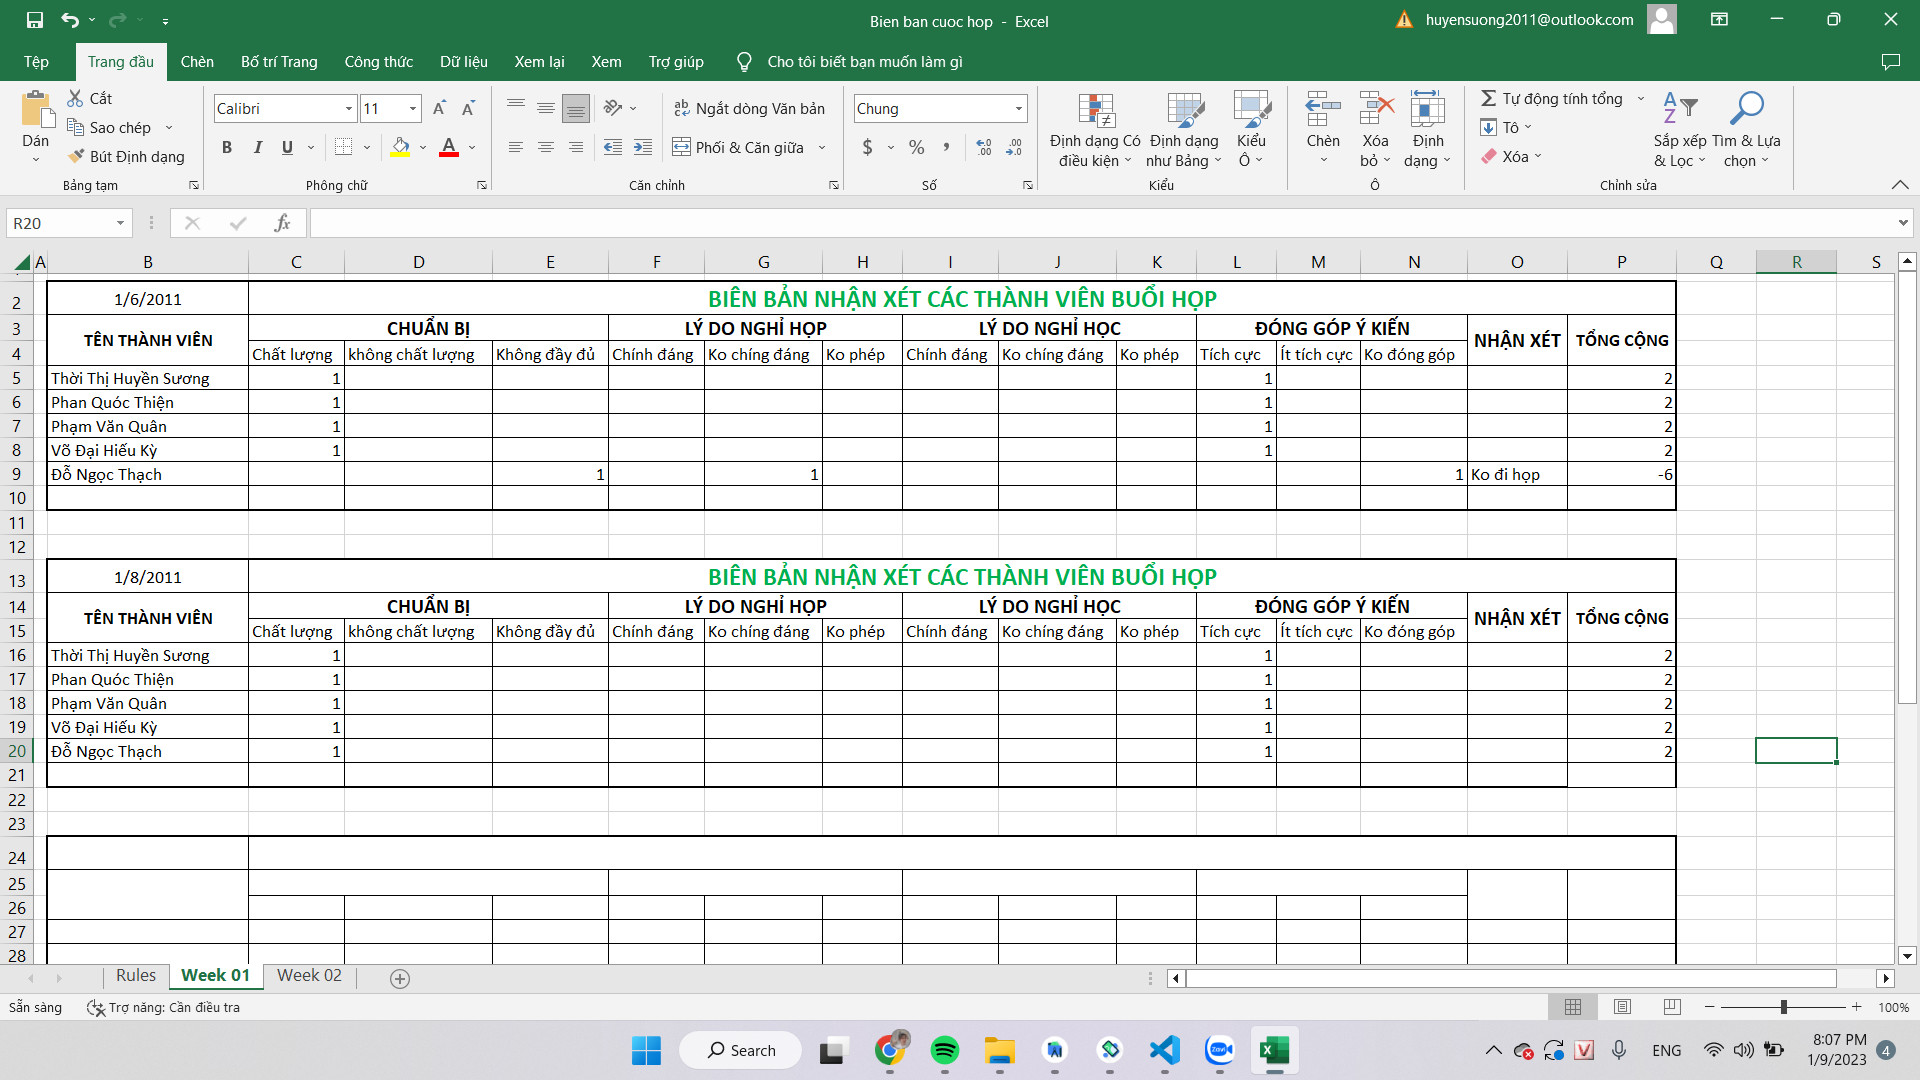 Bien ban cuoc hop - Excel
huyensuong2011@outlook.com
Tệp Trang đầu Chèn Bố trí Trang Công thức Dữ liệu Xem lại Xem Trợ giúp Cho tôi biết bạn muốn làm gì
Dán
Cắt
Sao chép
Bút Định dạng
Bảng tạm
Calibri 11
B I U
Phông chữ
Ngắt dòng Văn bản
Phối & Căn giữa
Căn chỉnh
Chung
$ % ,
Số
Định dạng Có điều kiện
Định dạng như Bảng
Kiểu Ô
Kiểu
Chèn
Xóa bỏ
Định dạng
Ô
Tự động tính tổng
Tô
Xóa
Sắp xếp & Lọc
Tìm & Lựa chọn
Chỉnh sửa
R20 fx
A B C D E F G H I J K L M N O P Q R S
2 1/6/2011 BIÊN BẢN NHẬN XÉT CÁC THÀNH VIÊN BUỔI HỌP
3 TÊN THÀNH VIÊN CHUẨN BỊ LÝ DO NGHỈ HỌP LÝ DO NGHỈ HỌC ĐÓNG GÓP Ý KIẾN NHẬN XÉT TỔNG CỘNG
4 Chất lượng không chất lượng Không đầy đủ Chính đáng Ko chíng đáng Ko phép Chính đáng Ko chíng đáng Ko phép Tích cực Ít tích cực Ko đóng góp
5 Thời Thị Huyền Sương 1 1 2
6 Phan Quóc Thiện 1 1 2
7 Phạm Văn Quân 1 1 2
8 Võ Đại Hiếu Kỳ 1 1 2
9 Đỗ Ngọc Thạch 1 1 1 Ko đi họp -6
10
11
12
13 1/8/2011 BIÊN BẢN NHẬN XÉT CÁC THÀNH VIÊN BUỔI HỌP
14 TÊN THÀNH VIÊN CHUẨN BỊ LÝ DO NGHỈ HỌP LÝ DO NGHỈ HỌC ĐÓNG GÓP Ý KIẾN NHẬN XÉT TỔNG CỘNG
15 Chất lượng không chất lượng Không đầy đủ Chính đáng Ko chíng đáng Ko phép Chính đáng Ko chíng đáng Ko phép Tích cực Ít tích cực Ko đóng góp
16 Thời Thị Huyền Sương 1 1 2
17 Phan Quóc Thiện 1 1 2
18 Phạm Văn Quân 1 1 2
19 Võ Đại Hiếu Kỳ 1 1 2
20 Đỗ Ngọc Thạch 1 1 2
21
22
23
24
25
26
27
28
Rules Week 01 Week 02
Sẵn sàng Trợ năng: Cần điều tra 100%
Search
ENG
8:07 PM
1/9/2023
4